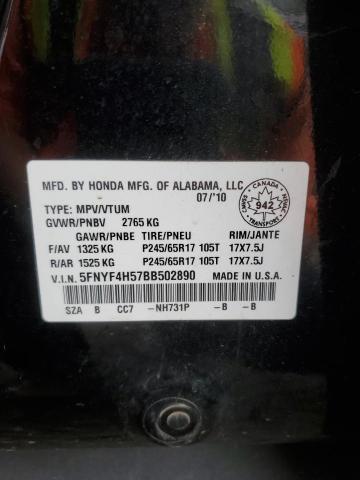 MFD. BY HONDA MFG. OF ALABAMA, LLC
07/'10
TYPE: MPV/VTUM
GVWR/PNBV 2765 KG
GAWR/PNBE TIRE/PNEU RIM/JANTE
F/AV 1325 KG P245/65R17 105T 17X7.5J
R/AR 1525 KG P245/65R17 105T 17X7.5J
V.I.N. 5FNYF4H57BB502890 MADE IN U.S.A.
SZA B CC7 -NH731P -B -B
CANADA
CMVSS 942 NSVAC
TRANSPORT